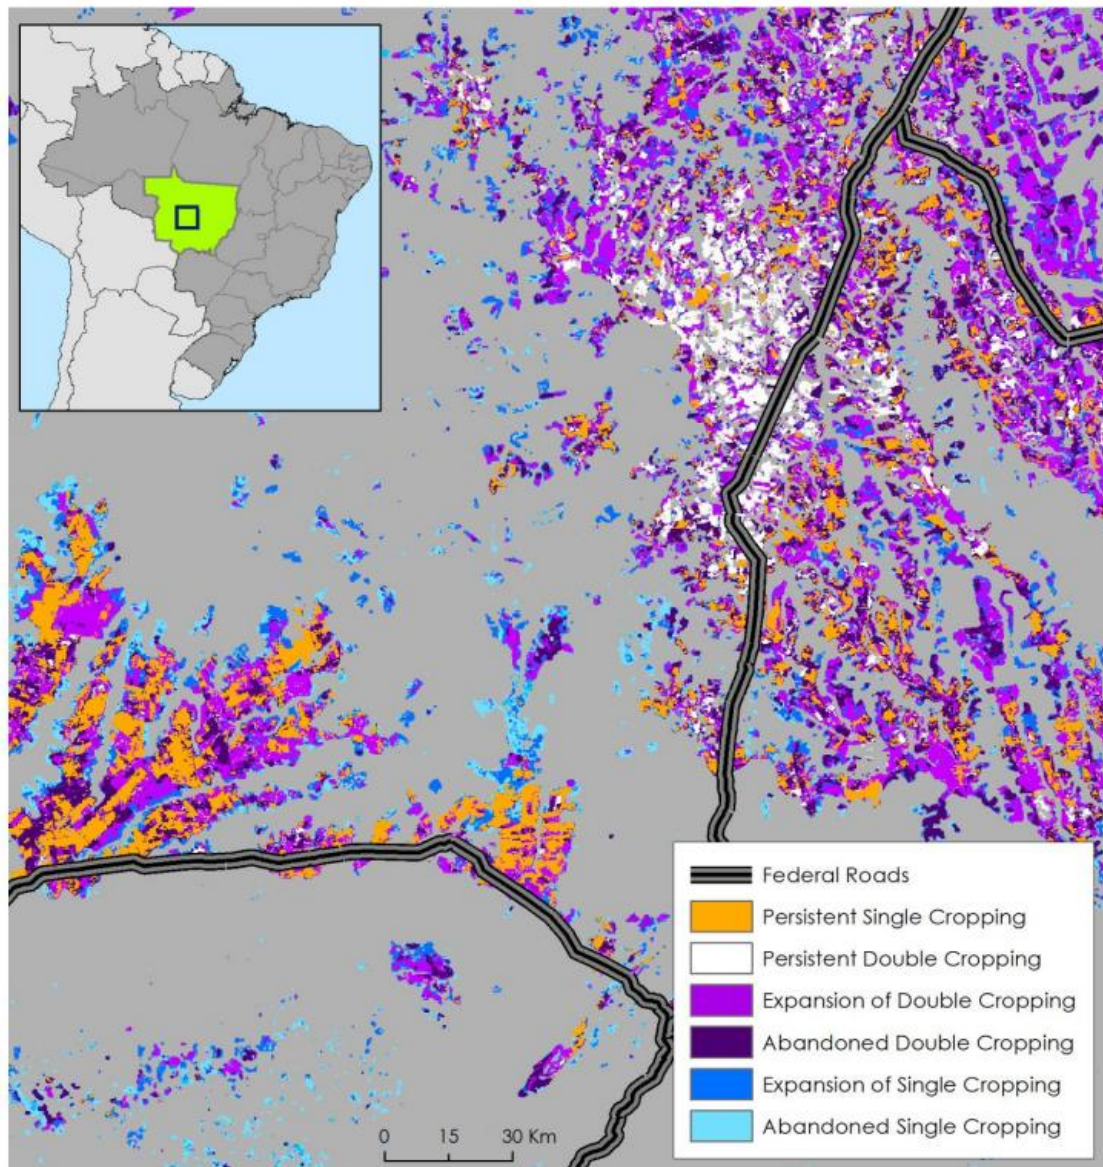 Federal Roads
Persistent Single Cropping
Persistent Double Cropping
Expansion of Double Cropping
Abandoned Double Cropping
Expansion of Single Cropping
Abandoned Single Cropping
0 15 30 Km